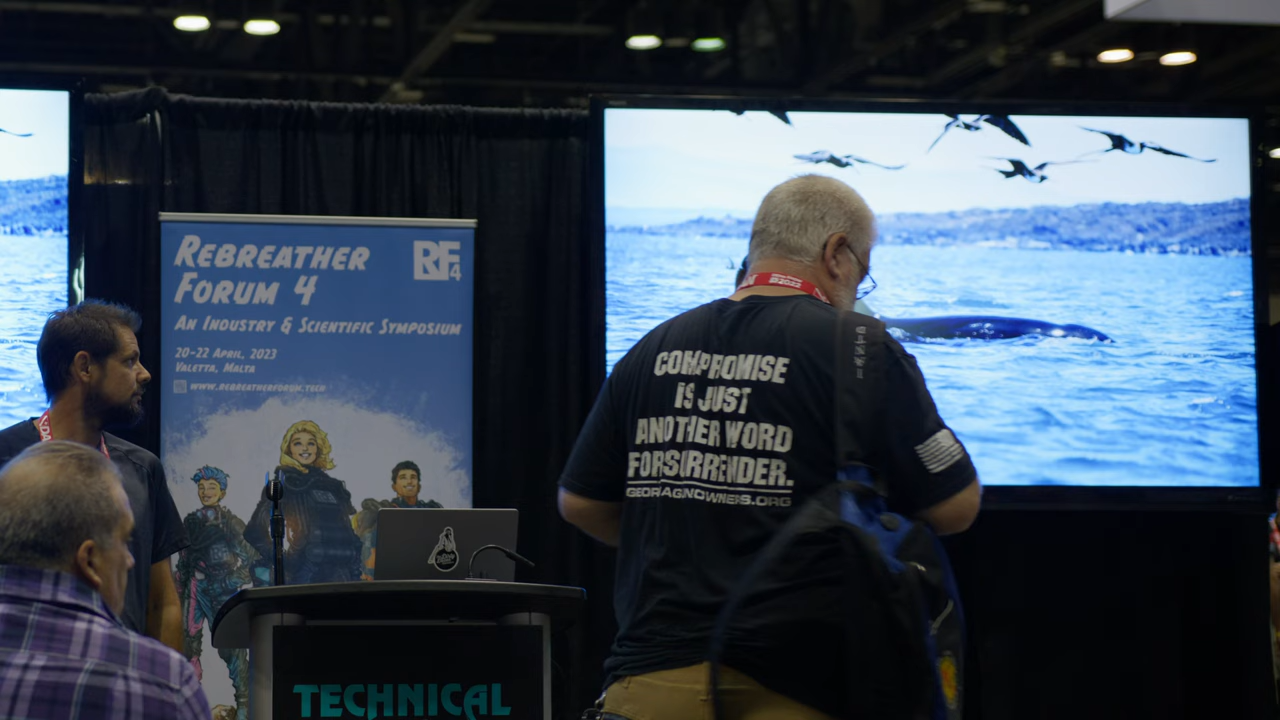 REBREATHER
FORUM 4
AN INDUSTRY & SCIENTIFIC SYMPOSIUM
20-22 APRIL, 2023
VALETTA, MALTA
WWW.REBREATHERFORUM.TECH
RF4
COMPROMISE
IS JUST
ANOTHER WORD
FOR SURRENDER.
GEORGIAGUNOWNERS.ORG
TECHNICAL